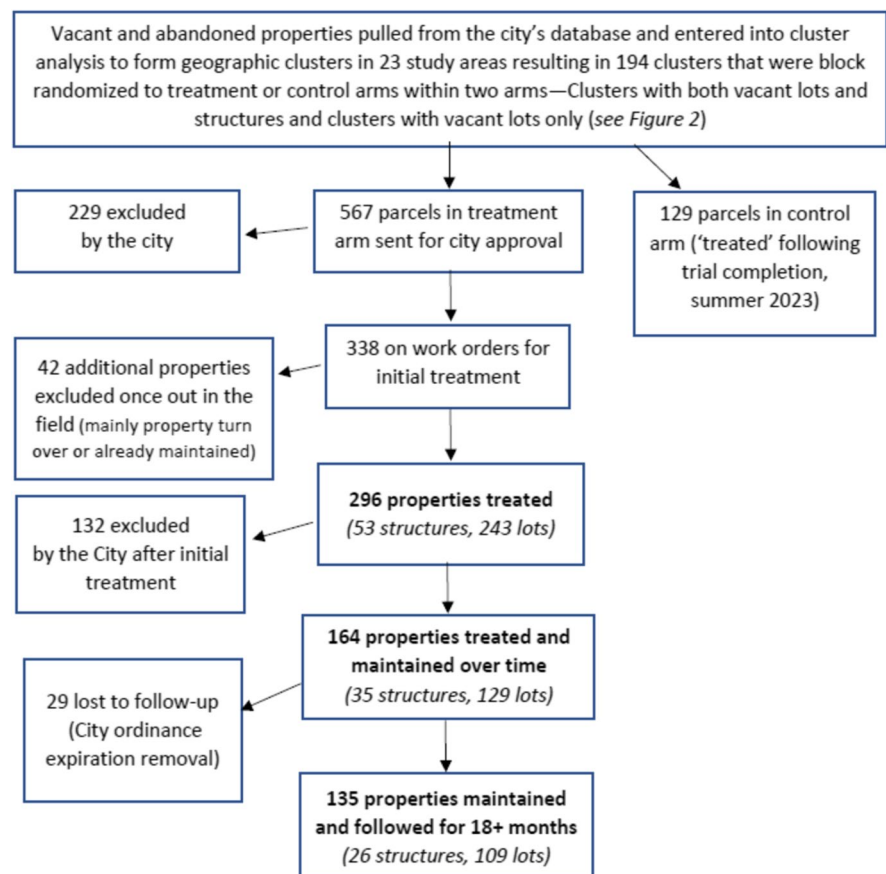 Vacant and abandoned properties pulled from the city’s database and entered into cluster
analysis to form geographic clusters in 23 study areas resulting in 194 clusters that were block
randomized to treatment or control arms within two arms—Clusters with both vacant lots and
structures and clusters with vacant lots only (see Figure 2)
229 excluded
by the city
567 parcels in treatment
arm sent for city approval
129 parcels in control
arm (‘treated’ following
trial completion,
summer 2023)
338 on work orders for
initial treatment
42 additional properties
excluded once out in the
field (mainly property turn
over or already maintained)
296 properties treated
(53 structures, 243 lots)
132 excluded
by the City after initial
treatment
164 properties treated and
maintained over time
(35 structures, 129 lots)
29 lost to follow-up
(City ordinance
expiration removal)
135 properties maintained
and followed for 18+ months
(26 structures, 109 lots)